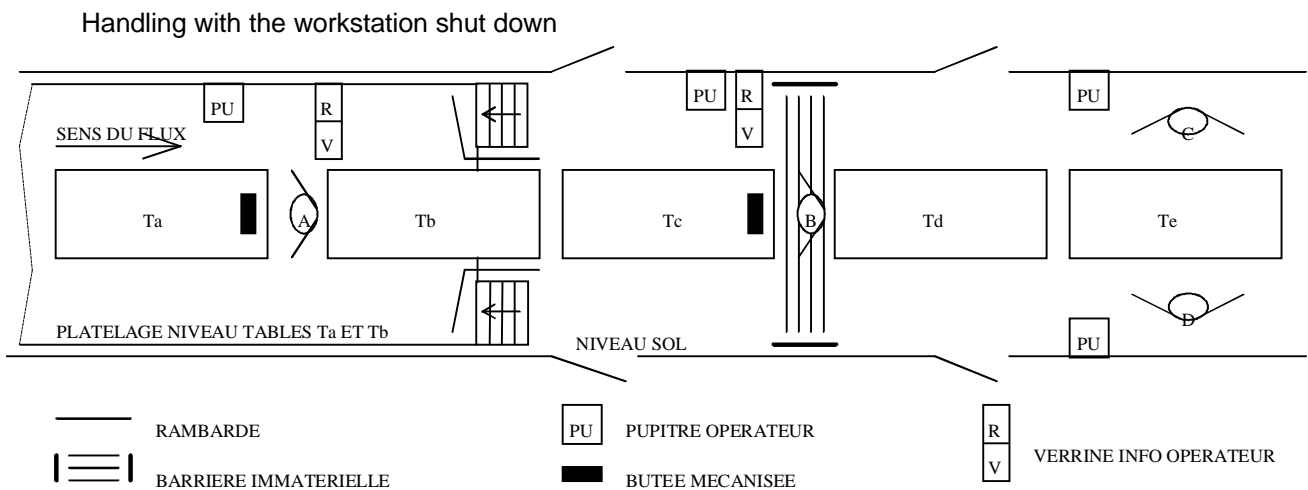 Handling with the workstation shut down
PU
R
V
PU
R
V
PU
SENS DU FLUX
C
Ta
A
Tb
Tc
B
Td
Te
D
PLATELAGE NIVEAU TABLES Ta ET Tb
NIVEAU SOL
PU
RAMBARDE
PU
PUPITRE OPERATEUR
R
V
VERRINE INFO OPERATEUR
BARRIERE IMMATERIELLE
BUTEE MECANISEE